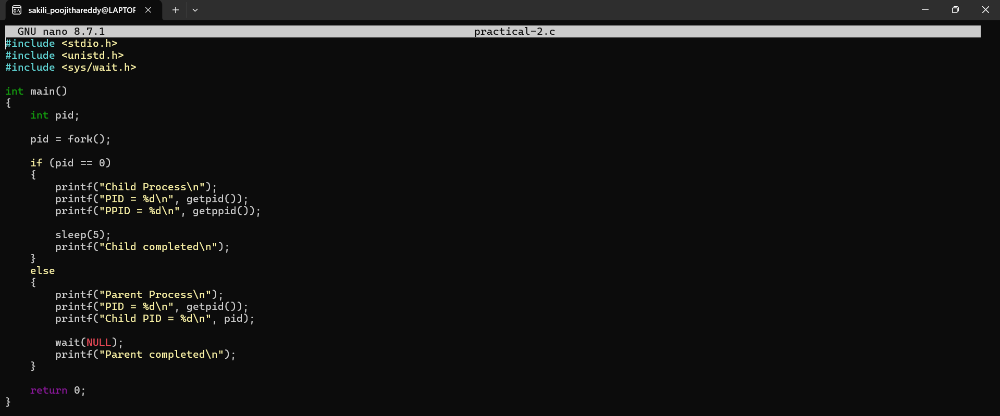 sakili_poojithareddy@LAPTOP
GNU nano 8.7.1 practical-2.c
#include <stdio.h>
#include <unistd.h>
#include <sys/wait.h>
int main()
{
    int pid;
    pid = fork();
    if (pid == 0)
    {
        printf("Child Process\n");
        printf("PID = %d\n", getpid());
        printf("PPID = %d\n", getppid());
        sleep(5);
        printf("Child completed\n");
    }
    else
    {
        printf("Parent Process\n");
        printf("PID = %d\n", getpid());
        printf("Child PID = %d\n", pid);
        wait(NULL);
        printf("Parent completed\n");
    }
    return 0;
}